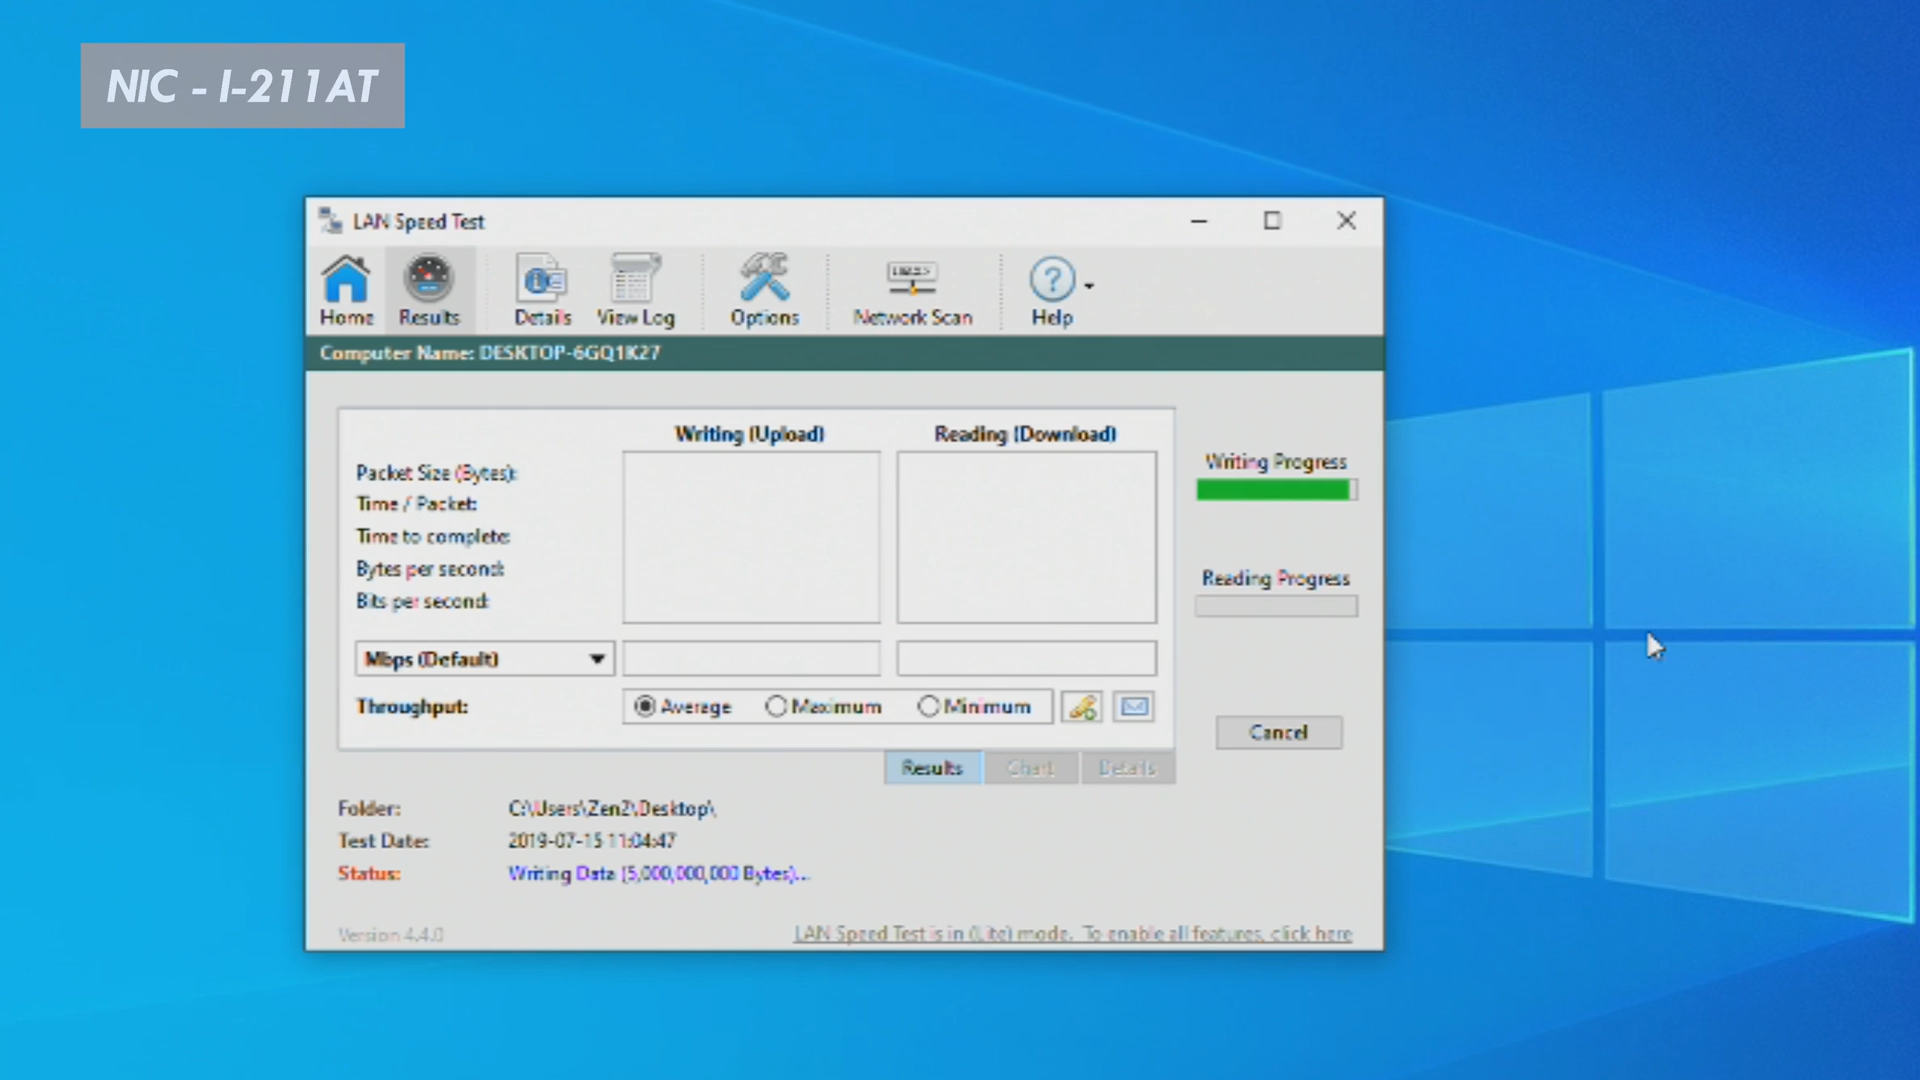 NIC - I-211AT
LAN Speed Test
Home Results Details View Log Options Network Scan Help
Computer Name: DESKTOP-6GQ1K27
Writing (Upload) Reading (Download)
Packet Size (Bytes):
Time / Packet:
Time to complete:
Bytes per second:
Bits per second:
Writing Progress
Reading Progress
Mbps (Default)
Throughput: Average Maximum Minimum
Cancel
Results Chart Details
Folder: C:\Users\Zen2\Desktop\
Test Date: 2019-07-15 11:04:47
Status: Writing Data (5,000,000,000 Bytes)...
Version 4.4.0 LAN Speed Test is in (Lite) mode. To enable all features, click here